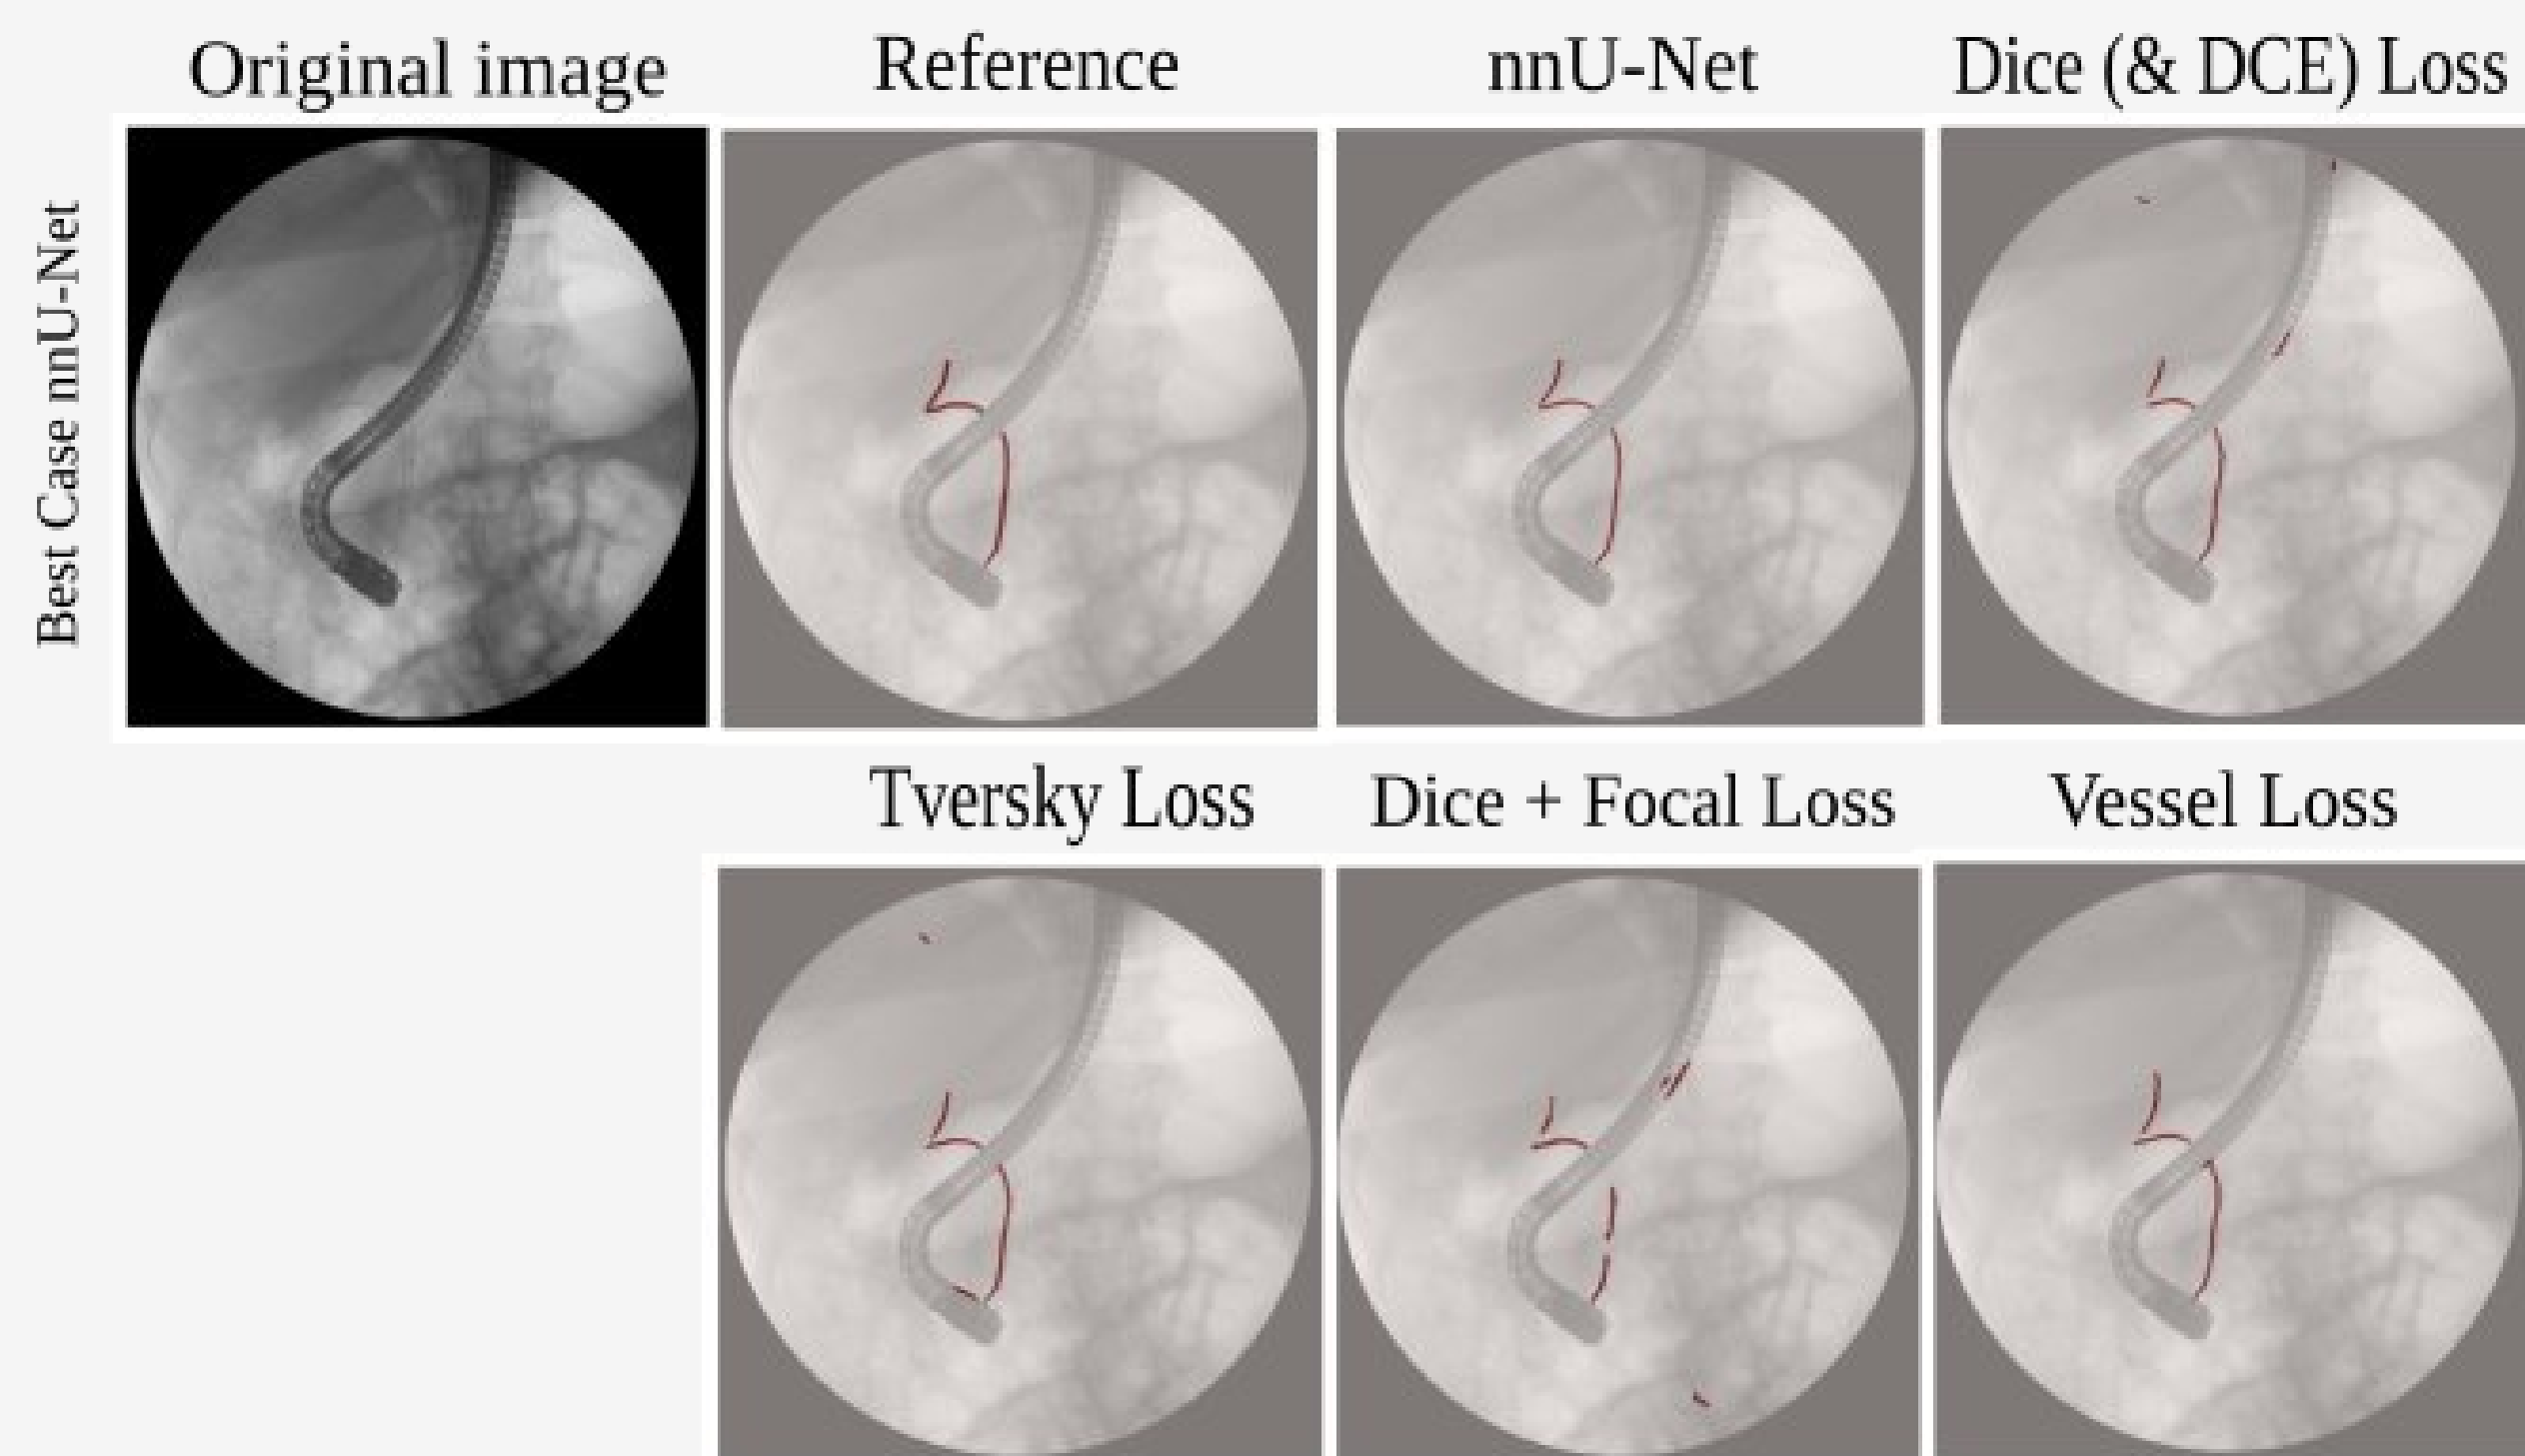 Original image
Reference
nnU-Net
Dice (& DCE) Loss
Best Case nnU-Net
Tversky Loss
Dice + Focal Loss
Vessel Loss